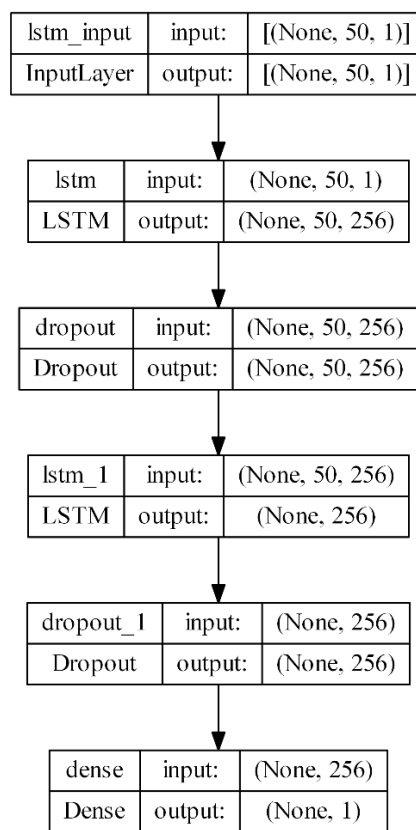 lstm_input input: [(None, 50, 1)]
InputLayer output: [(None, 50, 1)]
lstm input: (None, 50, 1)
LSTM output: (None, 50, 256)
dropout input: (None, 50, 256)
Dropout output: (None, 50, 256)
lstm_1 input: (None, 50, 256)
LSTM output: (None, 256)
dropout_1 input: (None, 256)
Dropout output: (None, 256)
dense input: (None, 256)
Dense output: (None, 1)